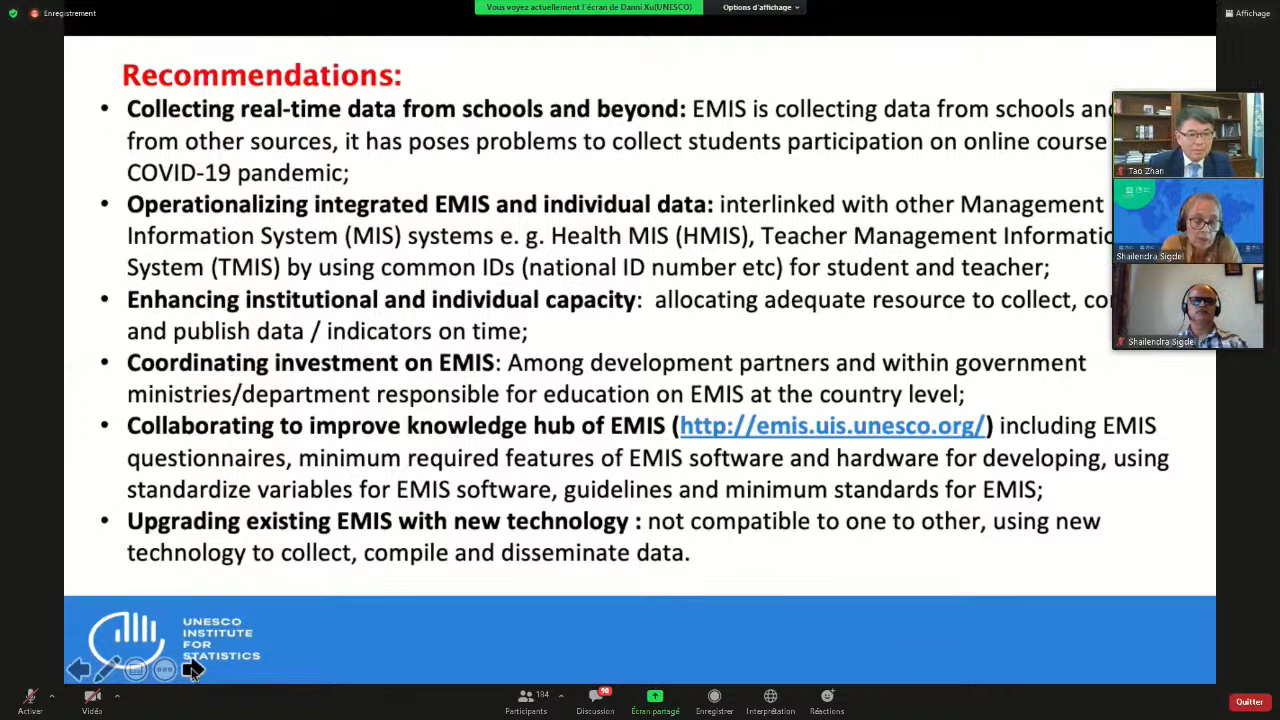 Enregistrement
Vous voyez actuellement l'écran de Danni Xu(UNESCO)
Options d'affichage
Affichage
Recommendations:
• Collecting real-time data from schools and beyond: EMIS is collecting data from schools and
from other sources, it has poses problems to collect students participation on online course
COVID-19 pandemic;
• Operationalizing integrated EMIS and individual data: interlinked with other Management
Information System (MIS) systems e. g. Health MIS (HMIS), Teacher Management Informatio
System (TMIS) by using common IDs (national ID number etc) for student and teacher;
• Enhancing institutional and individual capacity: allocating adequate resource to collect,
and publish data / indicators on time;
• Coordinating investment on EMIS: Among development partners and within government
ministries/department responsible for education on EMIS at the country level;
• Collaborating to improve knowledge hub of EMIS (http://emis.uis.unesco.org/) including EMIS
questionnaires, minimum required features of EMIS software and hardware for developing, using
standardize variables for EMIS software, guidelines and minimum standards for EMIS;
• Upgrading existing EMIS with new technology : not compatible to one to other, using new
technology to collect, compile and disseminate data.
Tao Zhan
Shailendra Sigdel
Shailendra Sigdel
UNESCO
INSTITUTE
FOR
STATISTICS
Activer
Vidéo
184
Participants
98
Discussion
Écran partagé
Enregistrer
Interprétation
Réactions
Quitter